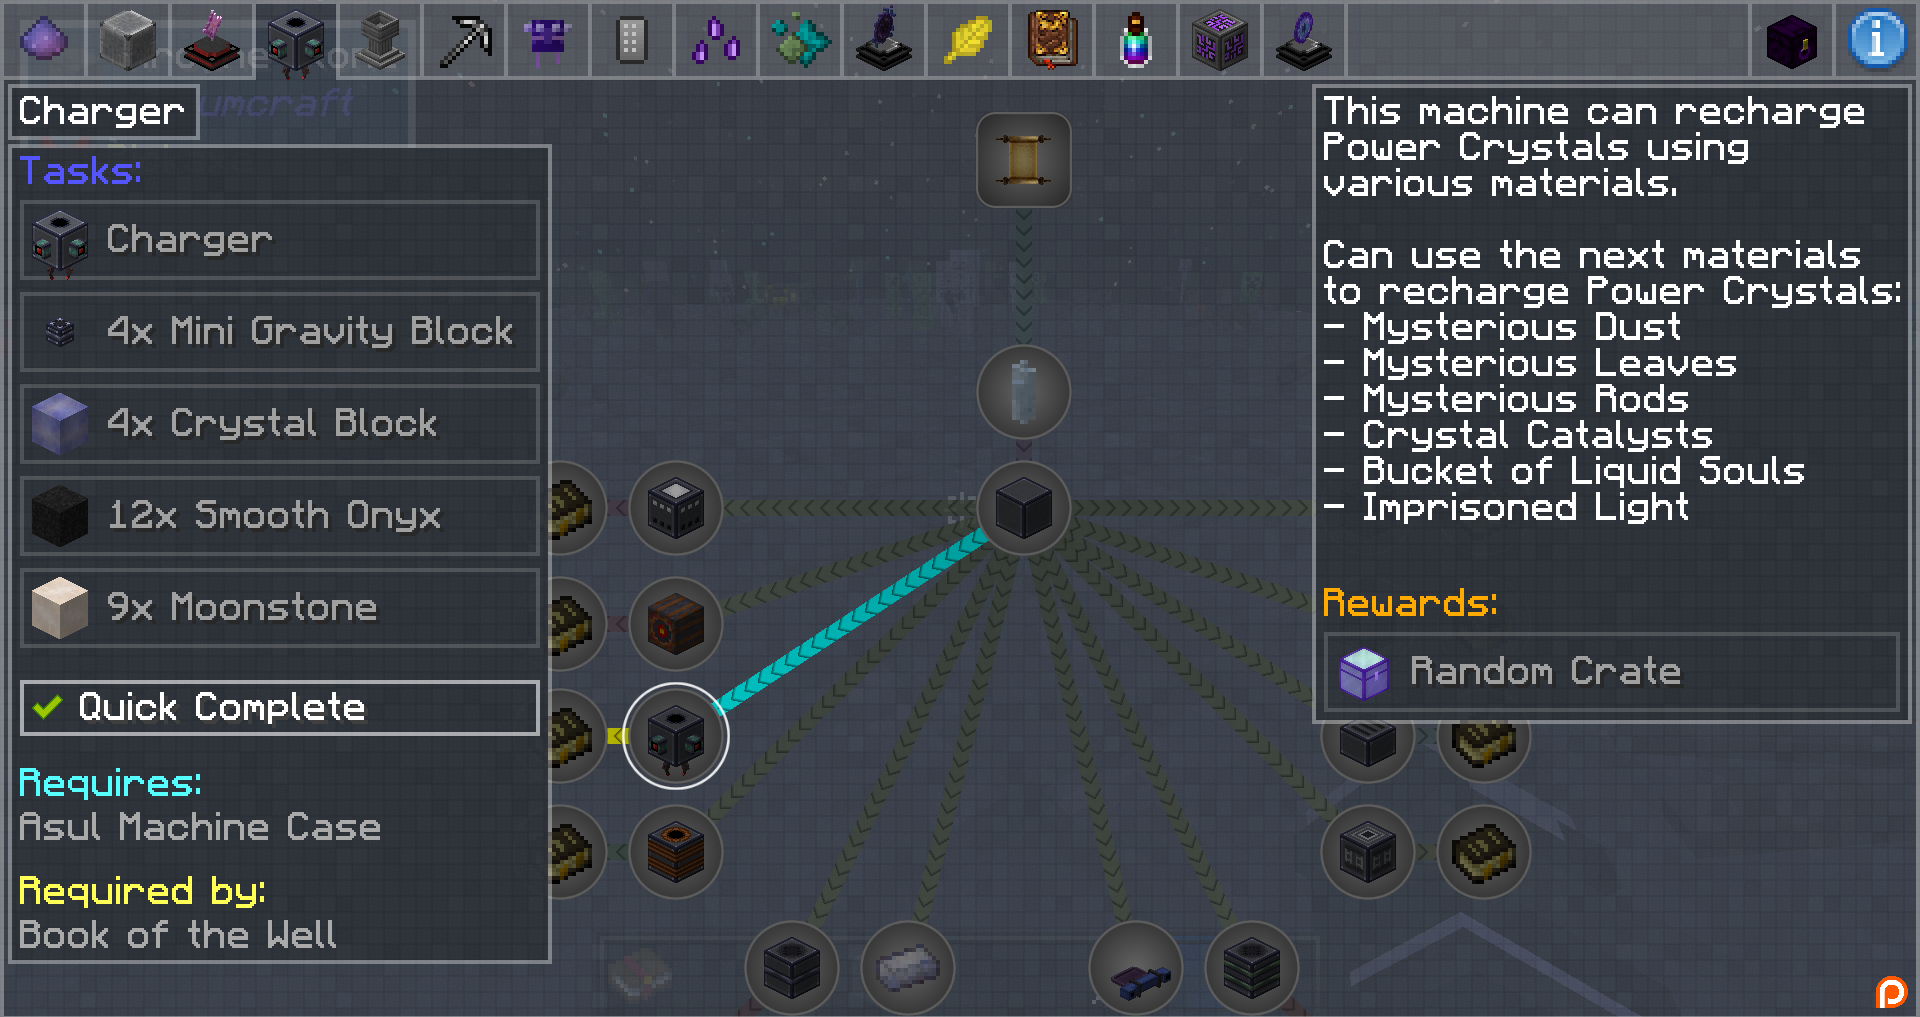 Charger
umcraft
Tasks:
Charger
4x Mini Gravity Block
4x Crystal Block
12x Smooth Onyx
9x Moonstone
Quick Complete
Requires:
Asul Machine Case
Required by:
Book of the Well
This machine can recharge
Power Crystals using
various materials.
Can use the next materials
to recharge Power Crystals:
- Mysterious Dust
- Mysterious Leaves
- Mysterious Rods
- Crystal Catalysts
- Bucket of Liquid Souls
- Imprisoned Light
Rewards:
Random Crate